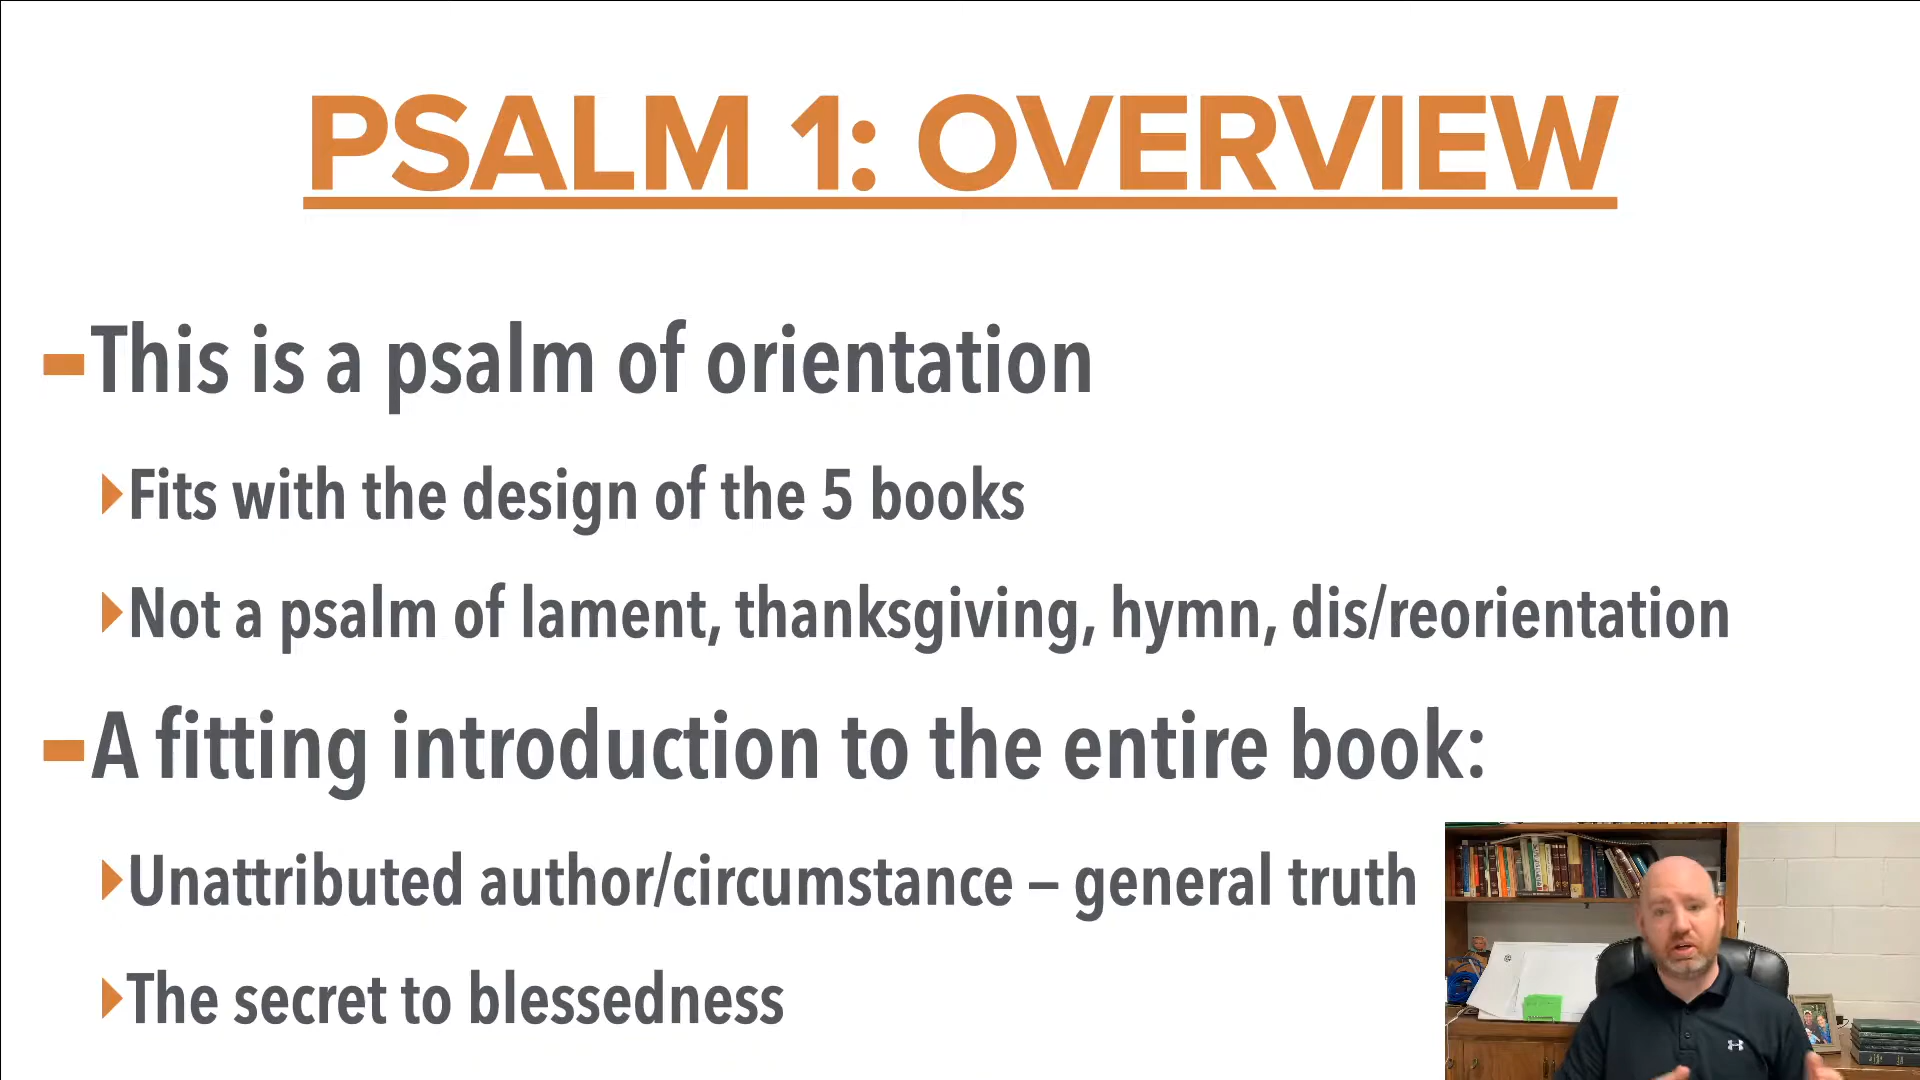 PSALM 1: OVERVIEW
This is a psalm of orientation
Fits with the design of the 5 books
Not a psalm of lament, thanksgiving, hymn, dis/reorientation
A fitting introduction to the entire book:
Unattributed author/circumstance – general truth
The secret to blessedness